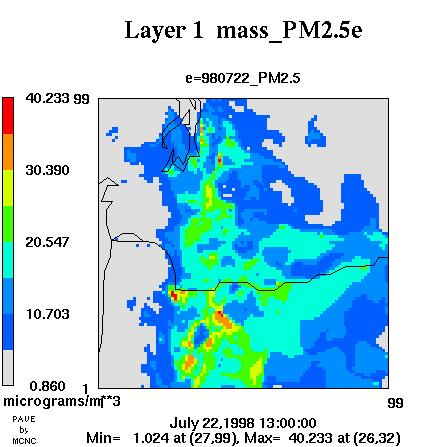 Layer 1 mass_PM2.5e
e=980722_PM2.5
40.233
99
30.390
20.547
10.703
0.860
1
99
micrograms/m**3
PAVE
by
MCNC
July 22,1998 13:00:00
Min= 1.024 at (27,99), Max= 40.233 at (26,32)